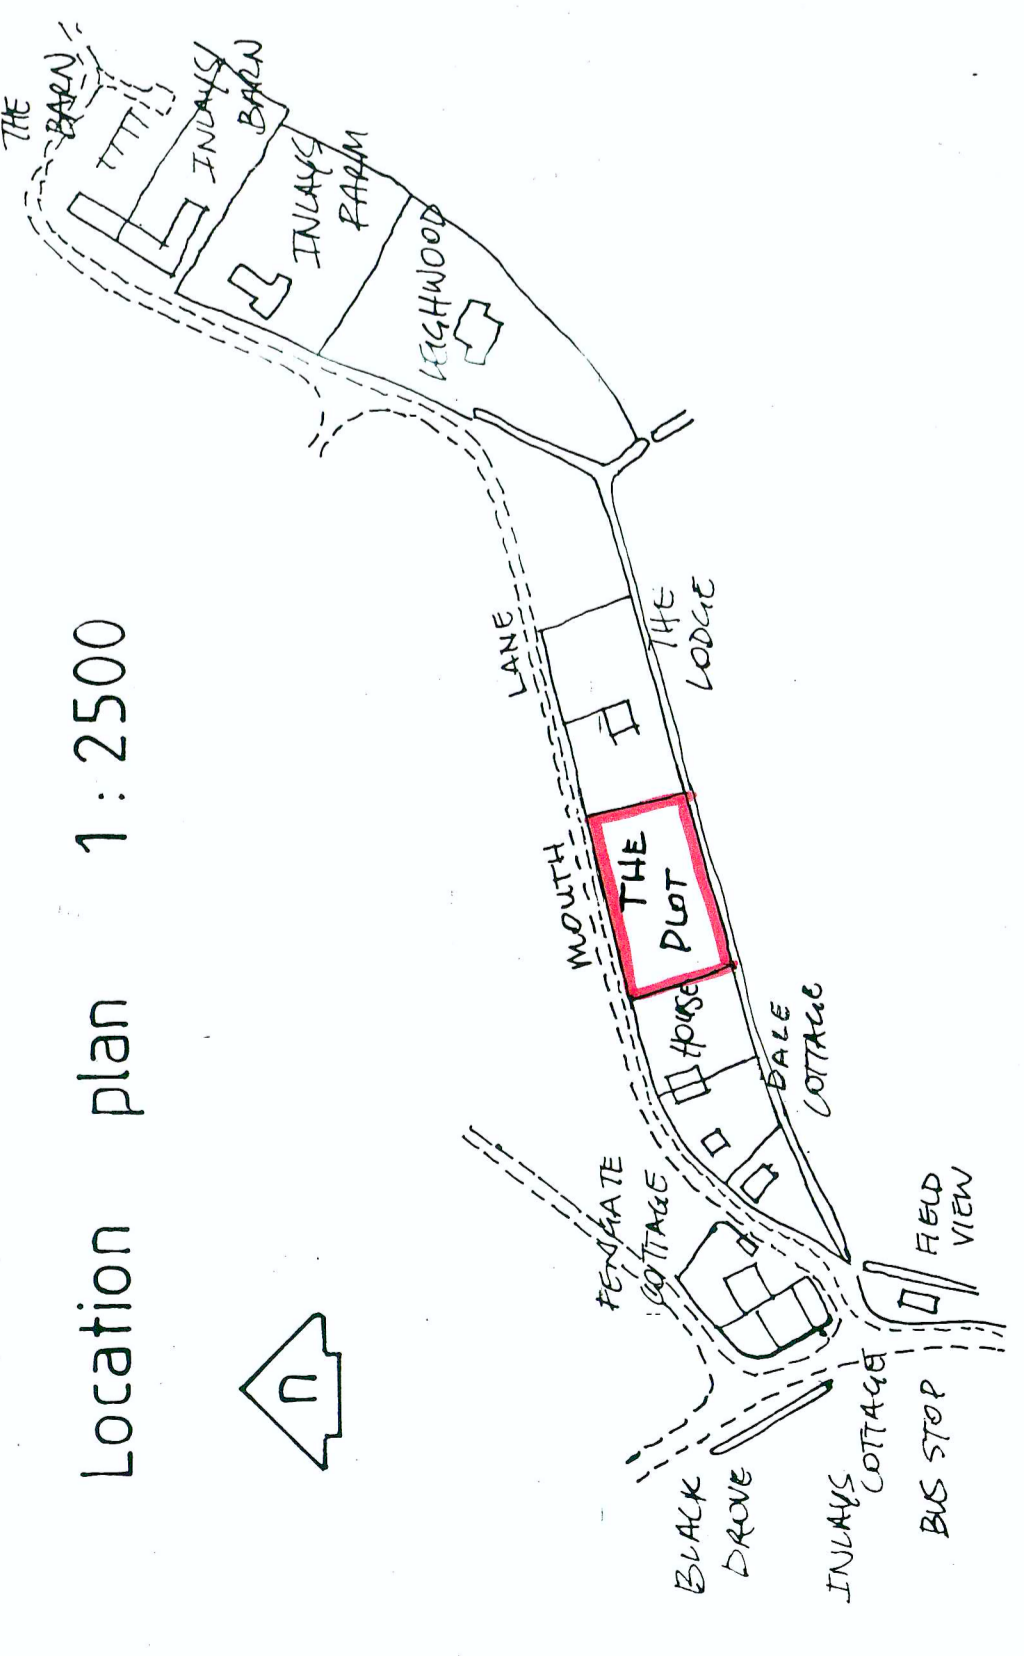 Location plan 1:2500
n
THE
BARN
INLAYS
BARN
INLAYS
FARM
LEIGHWOOD
MOUTH LANE
THE
LODGE
THE
PLOT
HOUSE
DALE
COTTAGE
FENGATE
COTTAGE
FIELD
VIEW
BLACK
DROVE
INLAYS
COTTAGE
BUS STOP